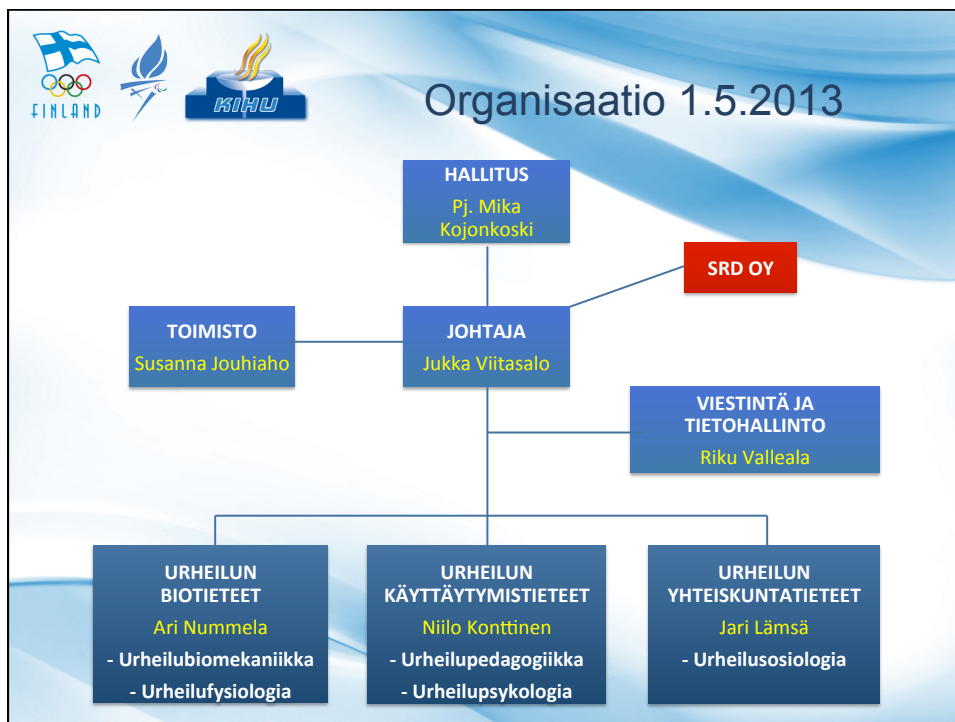 FINLAND
KIHU
Organisaatio 1.5.2013
HALLITUS
Pj. Mika
Kojonkoski
SRD OY
TOIMISTO
Susanna Jouhiaho
JOHTAJA
Jukka Viitasalo
VIESTINTÄ JA
TIETOHALLINTO
Riku Valleala
URHEILUN
BIOTIETEET
Ari Nummela
- Urheilubiomekaniikka
- Urheilufysiologia
URHEILUN
KÄYTTÄYTYMISTIETEET
Niilo Konttinen
- Urheilupedagogiikka
- Urheilupsykologia
URHEILUN
YHTEISKUNTATIETEET
Jari Lämsä
- Urheilusosiologia